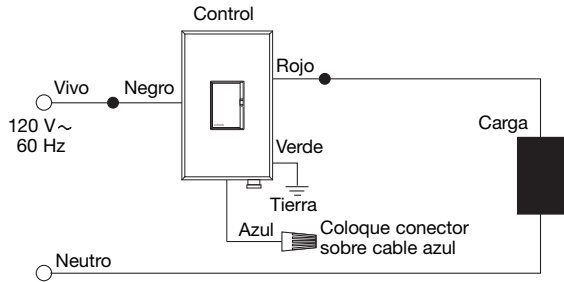 Control
Rojo
Vivo
Negro
120 V~
60 Hz
Carga
Verde
Tierra
Azul
Coloque conector
sobre cable azul
Neutro